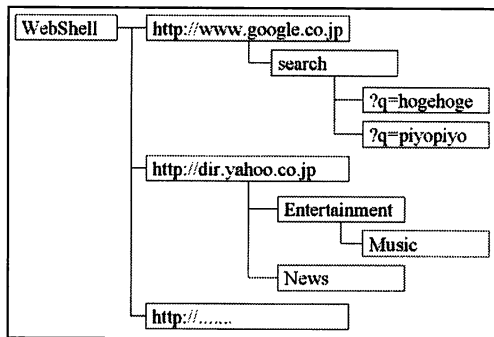 WebShell
http://www.google.co.jp
search
?q=hogehoge
?q=piyopiyo
http://dir.yahoo.co.jp
Entertainment
Music
News
http://......